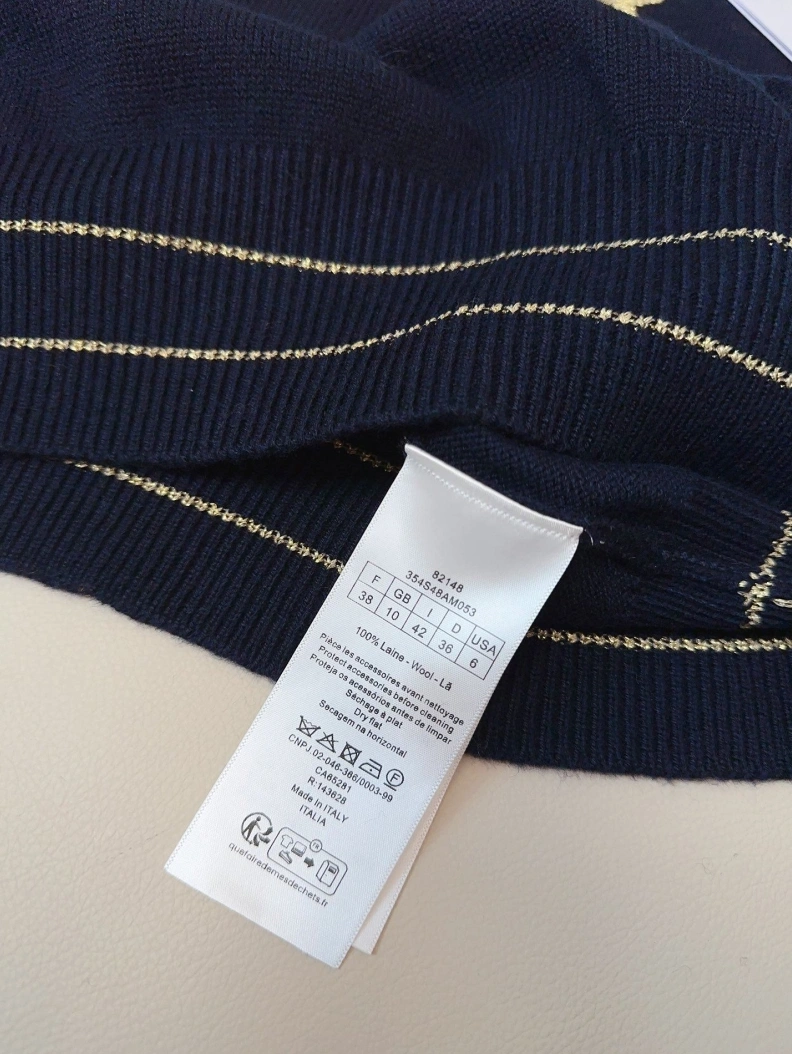 82148
354S48AM053
F GB I D USA
38 10 42 36 6
100% Laine - Wool - Lã
Pièce les accessoires avant nettoyage
Protect accessories before cleaning
Proteja os acessórios antes de limpar
Séchage à plat
Dry flat
Secagem na horizontal
F
CNPJ.02-046-386/0003-99
CA65281
R:143628
Made in ITALY
ITALIA
quefairedemesdechets.fr